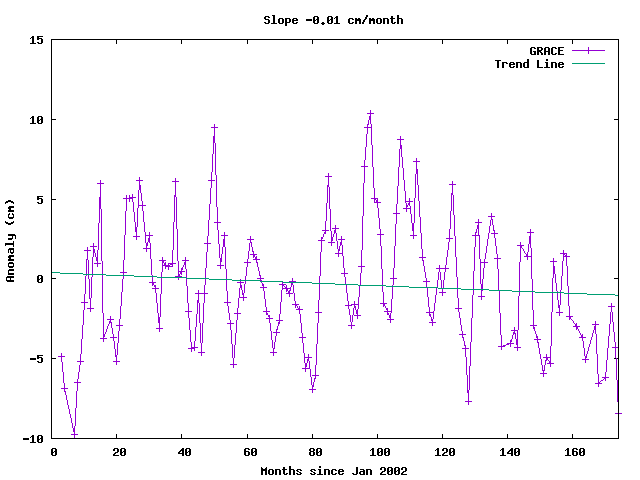 Slope -0.01 cm/month
GRACE
Trend Line
Anomaly (cm)
15
10
5
0
-5
-10
0 20 40 60 80 100 120 140 160
Months since Jan 2002